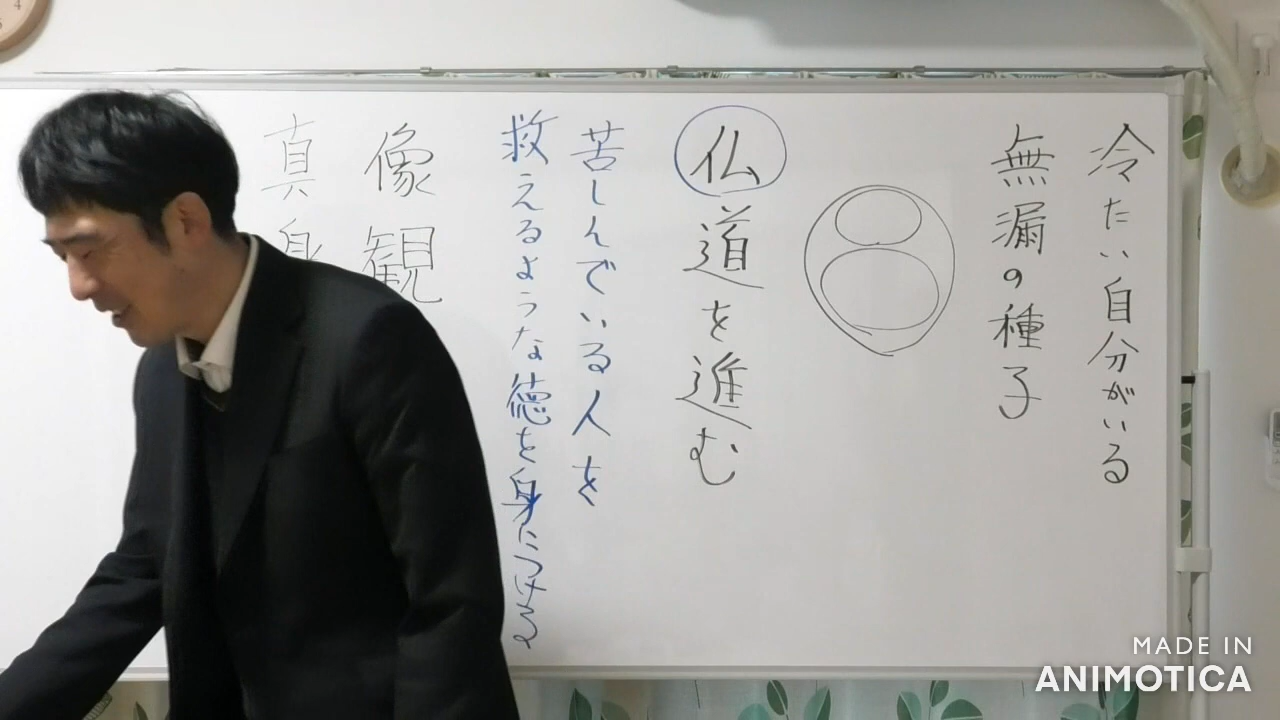 冷たい自分がいる
無漏の種子
仏道を進む
苦しんでいる人を
救えるような徳を身につける
像観
真身
MADE IN
ANIMOTICA